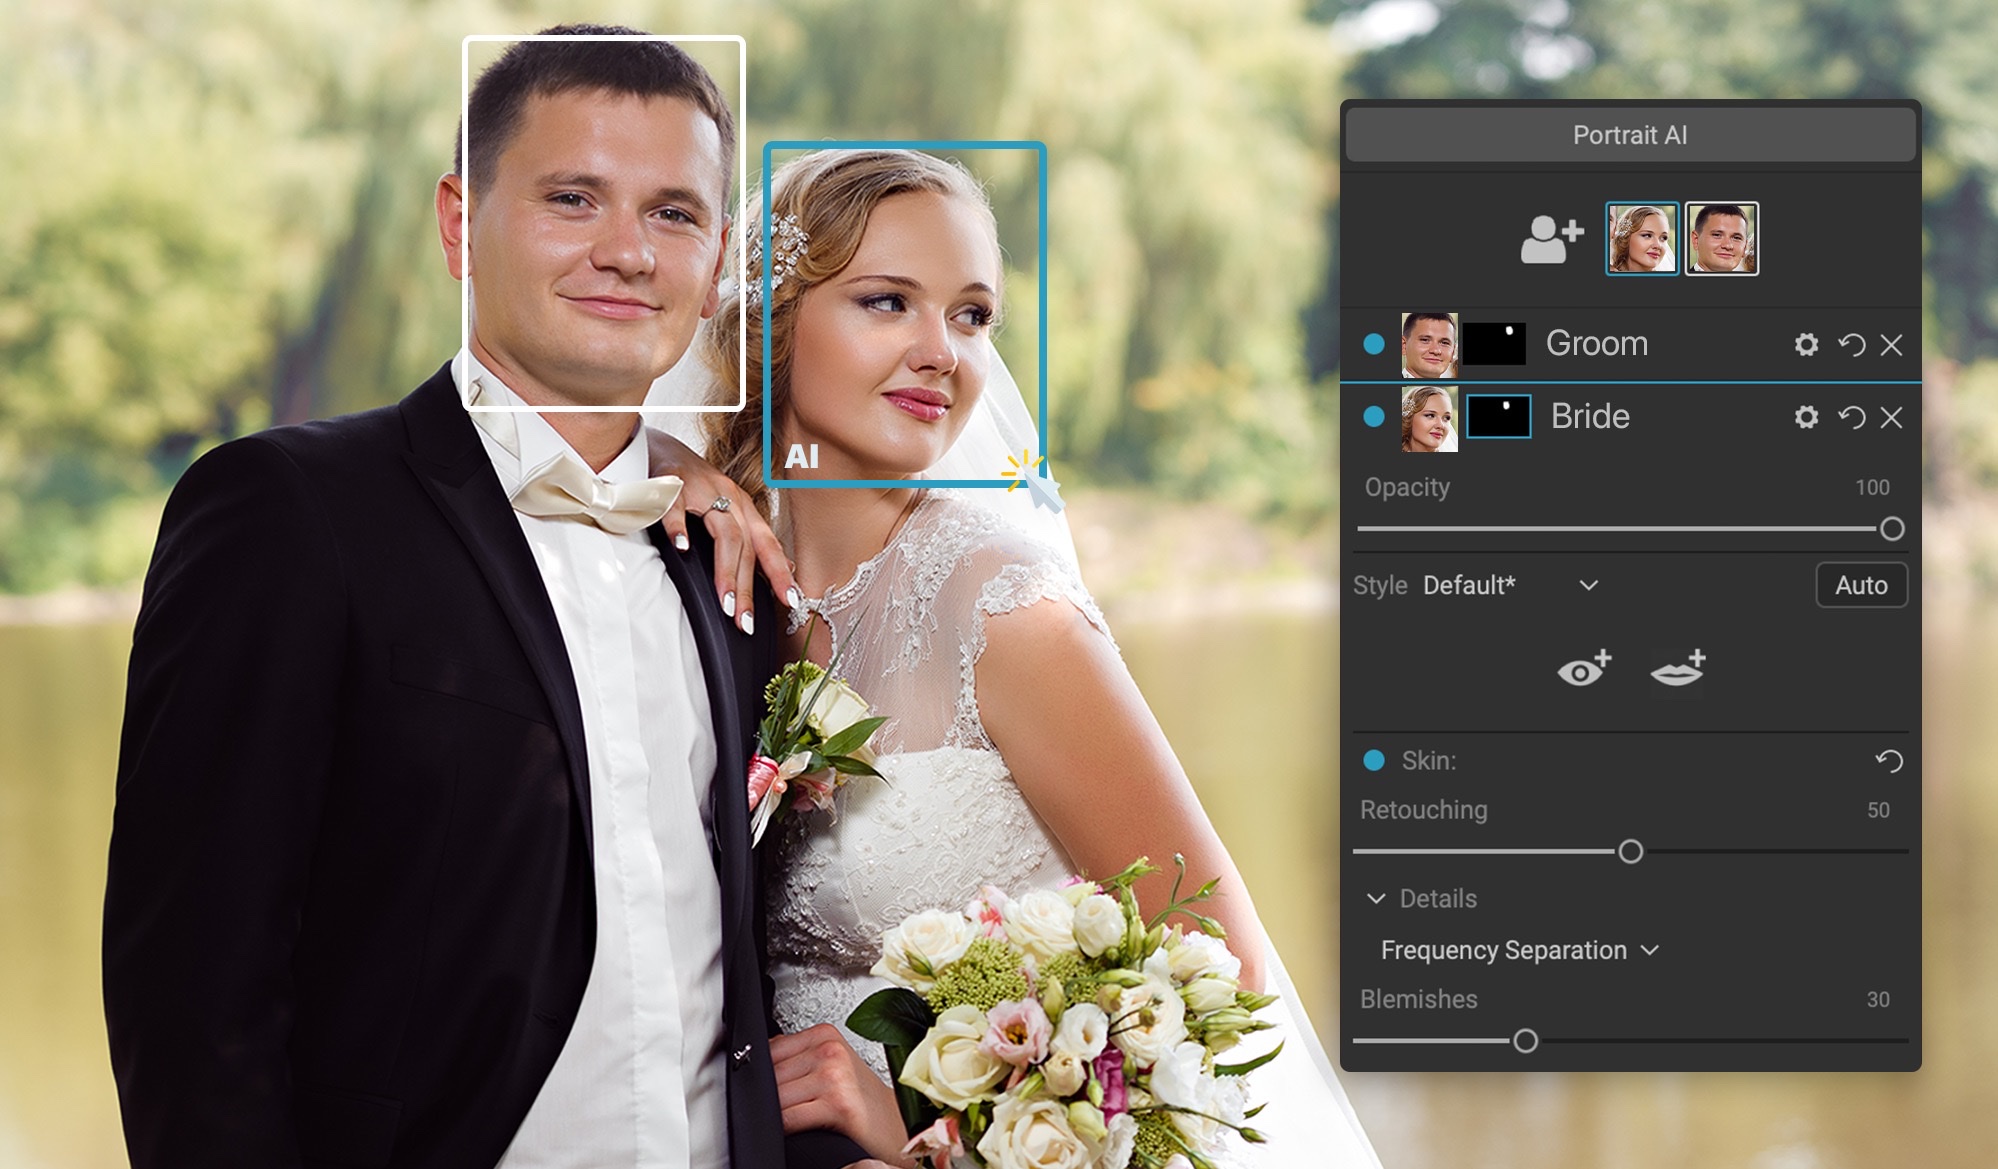 Portrait AI
Groom
Bride
AI
Opacity 100
Style Default* Auto
Skin:
Retouching 50
Details
Frequency Separation
Blemishes 30